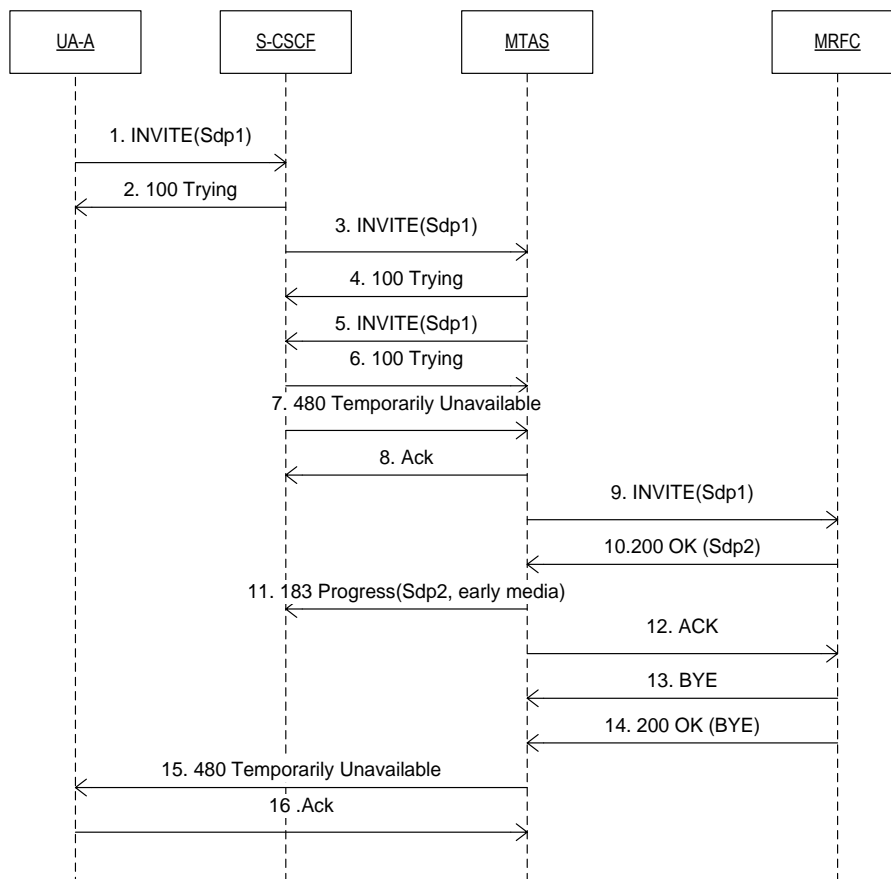 UA-A
S-CSCF
MTAS
MRFC
1. INVITE(Sdp1)
2. 100 Trying
3. INVITE(Sdp1)
4. 100 Trying
5. INVITE(Sdp1)
6. 100 Trying
7. 480 Temporarily Unavailable
8. Ack
9. INVITE(Sdp1)
10.200 OK (Sdp2)
11. 183 Progress(Sdp2, early media)
12. ACK
13. BYE
14. 200 OK (BYE)
15. 480 Temporarily Unavailable
16 .Ack